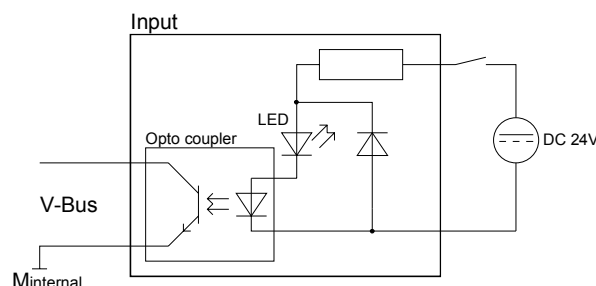 Input
LED
Opto coupler
DC 24V
V-Bus
Minternal